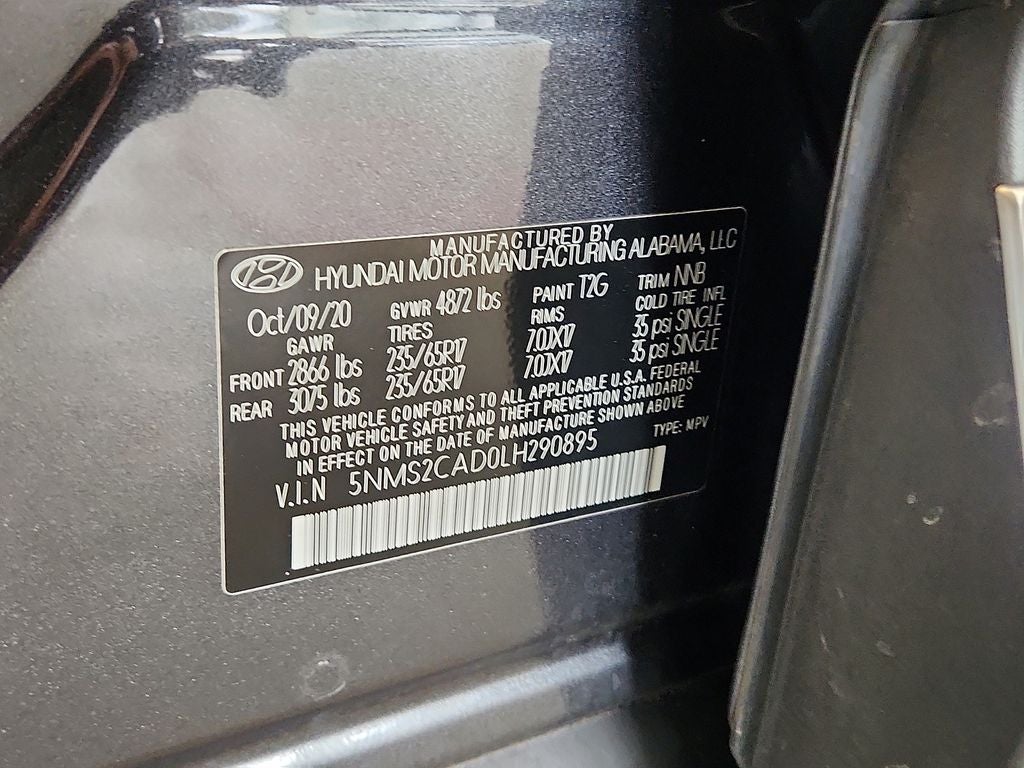 MANUFACTURED BY
HYUNDAI MOTOR MANUFACTURING ALABAMA, LLC
Oct/09/20 GVWR 4872 lbs PAINT T2G TRIM NNB
GAWR TIRES RIMS COLD TIRE INFL
FRONT 2866 lbs 235/65R17 7.0JX17 35 psi SINGLE
REAR 3075 lbs 235/65R17 7.0JX17 35 psi SINGLE
THIS VEHICLE CONFORMS TO ALL APPLICABLE U.S.A. FEDERAL
MOTOR VEHICLE SAFETY AND THEFT PREVENTION STANDARDS
IN EFFECT ON THE DATE OF MANUFACTURE SHOWN ABOVE
V.I.N 5NMS2CAD0LH290895 TYPE: MPV